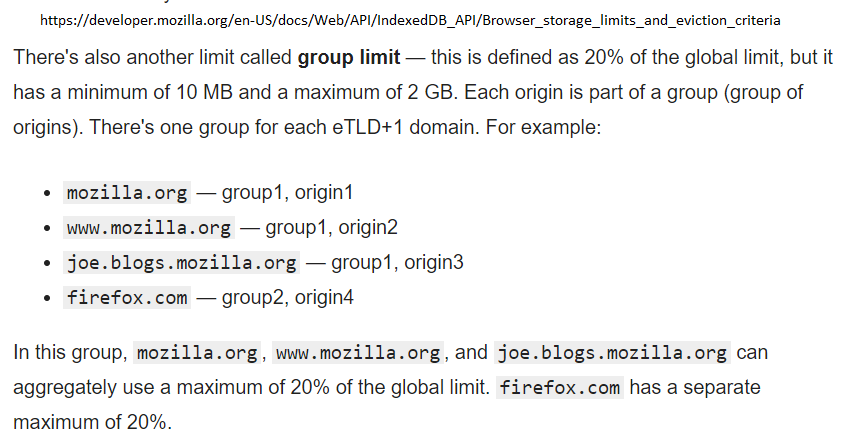 https://developer.mozilla.org/en-US/docs/Web/API/IndexedDB_API/Browser_storage_limits_and_eviction_criteria
There's also another limit called group limit — this is defined as 20% of the global limit, but it
has a minimum of 10 MB and a maximum of 2 GB. Each origin is part of a group (group of
origins). There's one group for each eTLD+1 domain. For example:
• mozilla.org — group1, origin1
• www.mozilla.org — group1, origin2
• joe.blogs.mozilla.org — group1, origin3
• firefox.com — group2, origin4
In this group, mozilla.org, www.mozilla.org, and joe.blogs.mozilla.org can
aggregately use a maximum of 20% of the global limit. firefox.com has a separate
maximum of 20%.